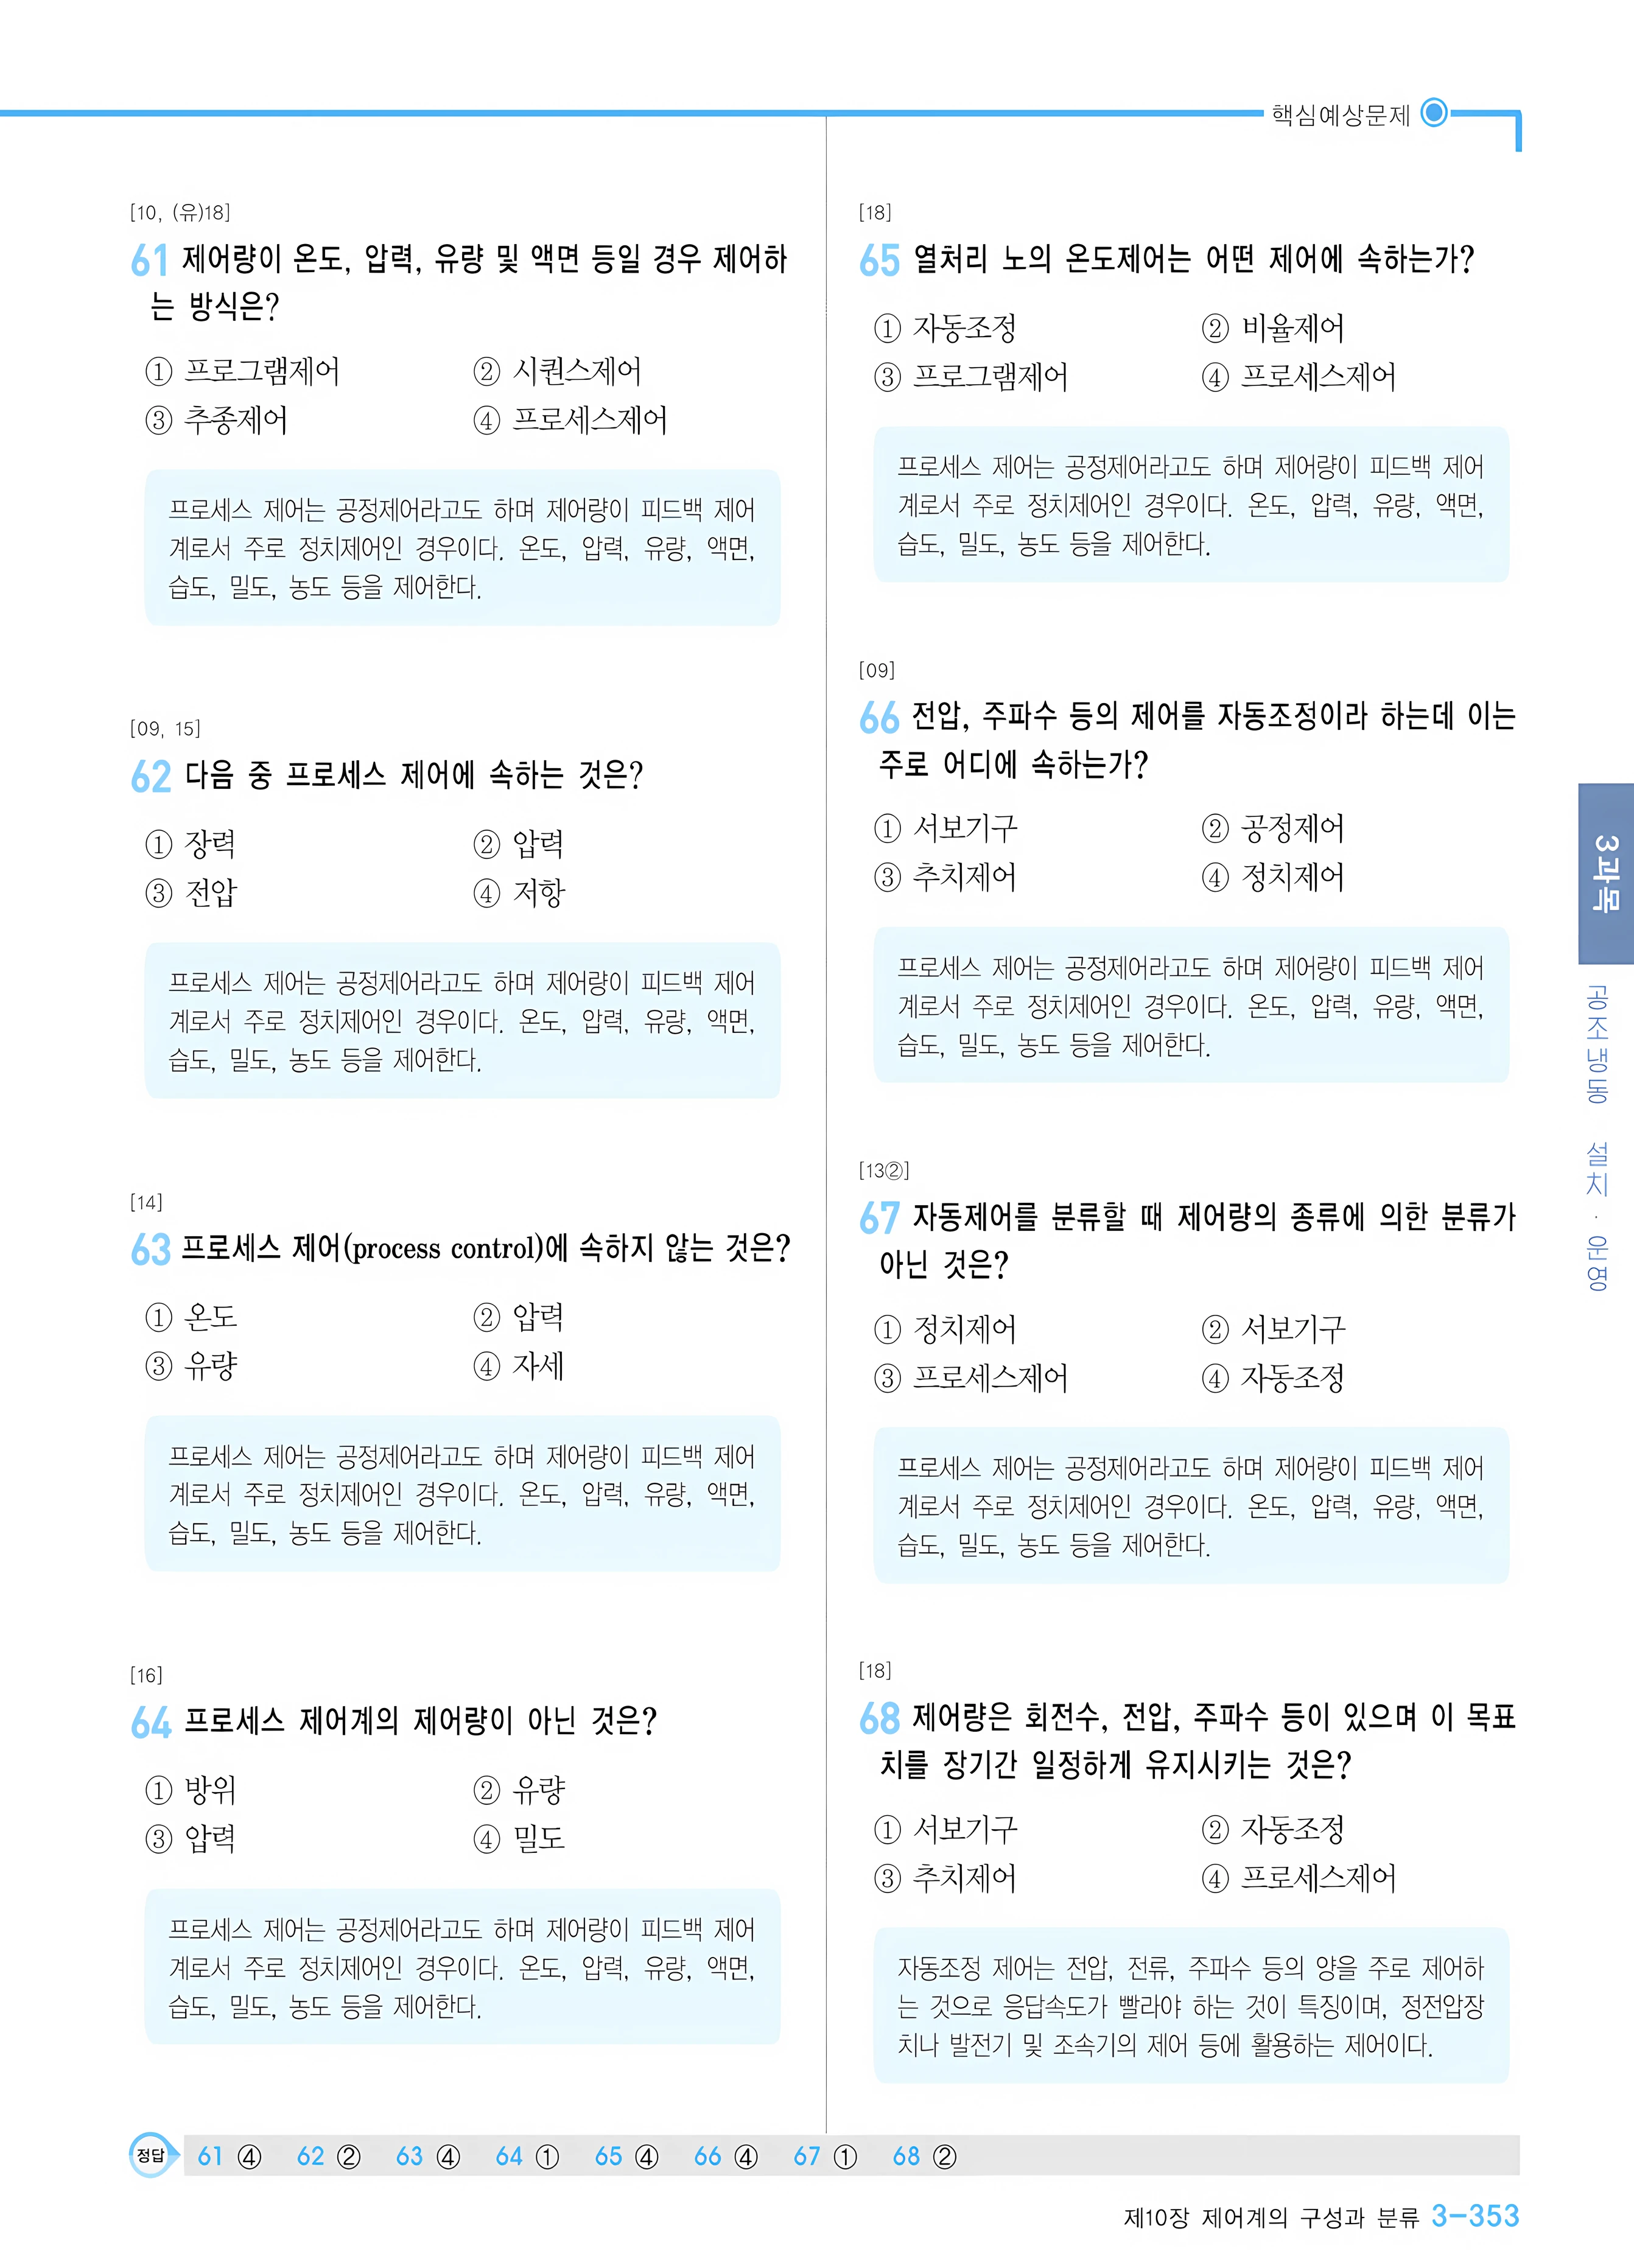 핵심예상문제
[10, (유)18]
61 제어량이 온도, 압력, 유량 및 액면 등일 경우 제어하
는 방식은?
① 프로그램제어 ② 시퀀스제어
③ 추종제어 ④ 프로세스제어
프로세스 제어는 공정제어라고도 하며 제어량이 피드백 제어
계로서 주로 정치제어인 경우이다. 온도, 압력, 유량, 액면,
습도, 밀도, 농도 등을 제어한다.
[09, 15]
62 다음 중 프로세스 제어에 속하는 것은?
① 장력 ② 압력
③ 전압 ④ 저항
프로세스 제어는 공정제어라고도 하며 제어량이 피드백 제어
계로서 주로 정치제어인 경우이다. 온도, 압력, 유량, 액면,
습도, 밀도, 농도 등을 제어한다.
[14]
63 프로세스 제어(process control)에 속하지 않는 것은?
① 온도 ② 압력
③ 유량 ④ 자세
프로세스 제어는 공정제어라고도 하며 제어량이 피드백 제어
계로서 주로 정치제어인 경우이다. 온도, 압력, 유량, 액면,
습도, 밀도, 농도 등을 제어한다.
[16]
64 프로세스 제어계의 제어량이 아닌 것은?
① 방위 ② 유량
③ 압력 ④ 밀도
프로세스 제어는 공정제어라고도 하며 제어량이 피드백 제어
계로서 주로 정치제어인 경우이다. 온도, 압력, 유량, 액면,
습도, 밀도, 농도 등을 제어한다.
[18]
65 열처리 노의 온도제어는 어떤 제어에 속하는가?
① 자동조정 ② 비율제어
③ 프로그램제어 ④ 프로세스제어
프로세스 제어는 공정제어라고도 하며 제어량이 피드백 제어
계로서 주로 정치제어인 경우이다. 온도, 압력, 유량, 액면,
습도, 밀도, 농도 등을 제어한다.
[09]
66 전압, 주파수 등의 제어를 자동조정이라 하는데 이는
주로 어디에 속하는가?
① 서보기구 ② 공정제어
③ 추치제어 ④ 정치제어
프로세스 제어는 공정제어라고도 하며 제어량이 피드백 제어
계로서 주로 정치제어인 경우이다. 온도, 압력, 유량, 액면,
습도, 밀도, 농도 등을 제어한다.
[13②]
67 자동제어를 분류할 때 제어량의 종류에 의한 분류가
아닌 것은?
① 정치제어 ② 서보기구
③ 프로세스제어 ④ 자동조정
프로세스 제어는 공정제어라고도 하며 제어량이 피드백 제어
계로서 주로 정치제어인 경우이다. 온도, 압력, 유량, 액면,
습도, 밀도, 농도 등을 제어한다.
[18]
68 제어량은 회전수, 전압, 주파수 등이 있으며 이 목표
치를 장기간 일정하게 유지시키는 것은?
① 서보기구 ② 자동조정
③ 추치제어 ④ 프로세스제어
자동조정 제어는 전압, 전류, 주파수 등의 양을 주로 제어하
는 것으로 응답속도가 빨라야 하는 것이 특징이며, 정전압장
치나 발전기 및 조속기의 제어 등에 활용하는 제어이다.
3과목
공조냉동 설치·운영
정답 61 ④ 62 ② 63 ④ 64 ① 65 ④ 66 ④ 67 ① 68 ②
제10장 제어계의 구성과 분류 3-353